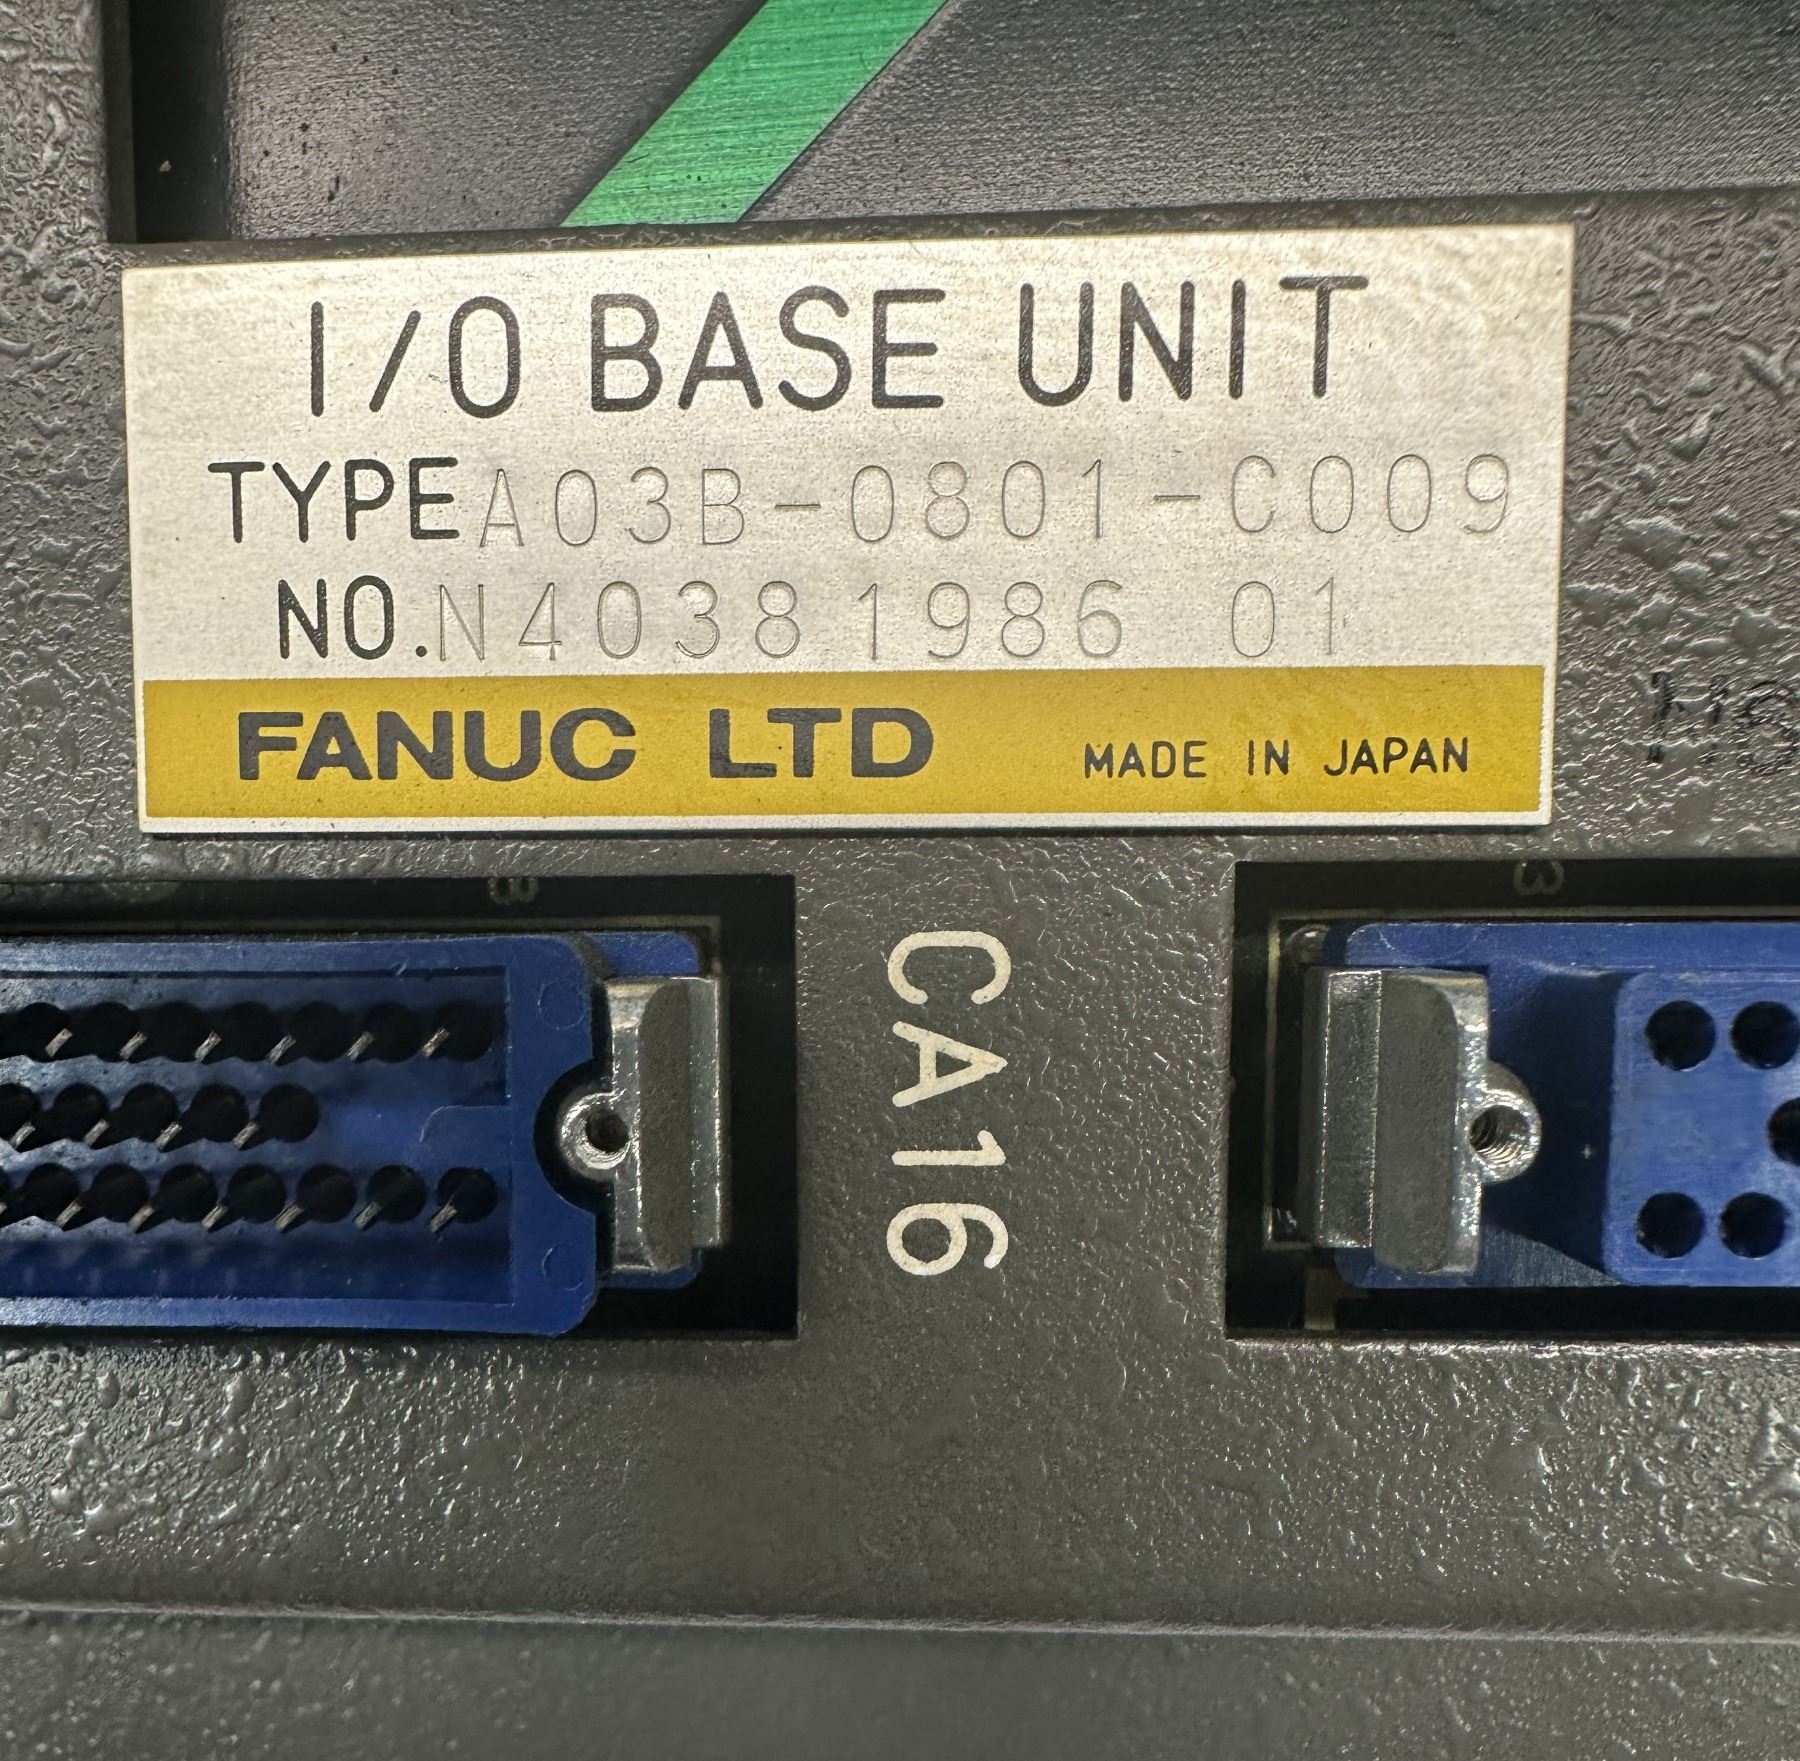 I/O BASE UNIT
TYPE A03B-0801-C009
NO. N40381986 01
FANUC LTD MADE IN JAPAN
CA16